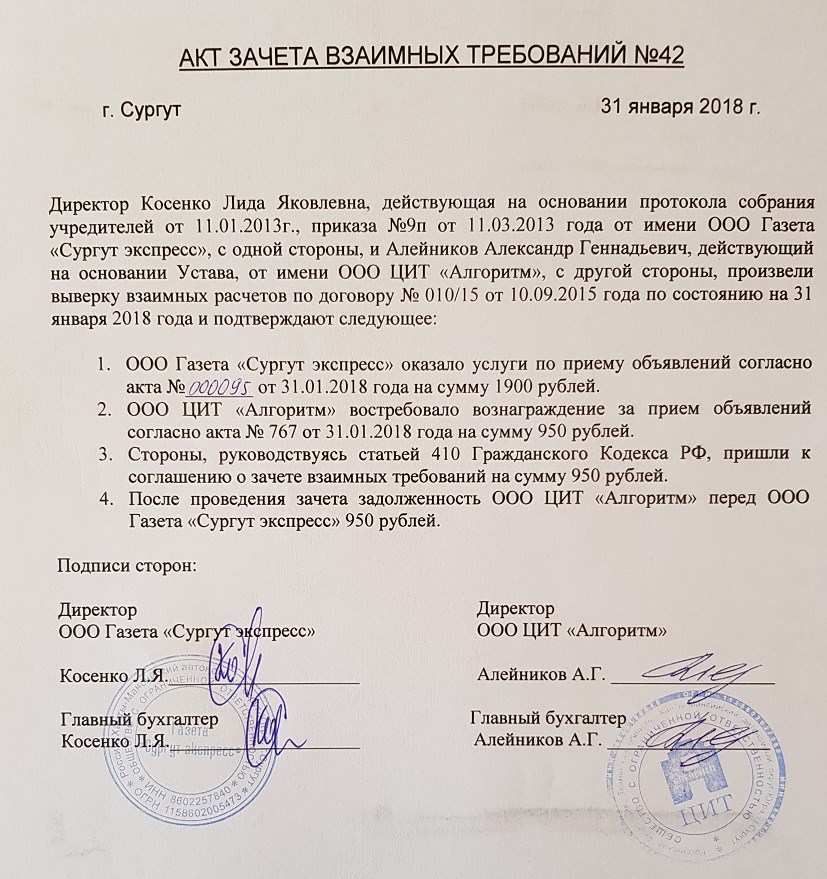 АКТ ЗАЧЕТА ВЗАИМНЫХ ТРЕБОВАНИЙ №42
г. Сургут
31 января 2018 г.
Директор Косенко Лида Яковлевна, действующая на основании протокола собрания
учредителей от 11.01.2013г., приказа №9п от 11.03.2013 года от имени ООО Газета
«Сургут экспресс», с одной стороны, и Алейников Александр Геннадьевич, действующий
на основании Устава, от имени ООО ЦИТ «Алгоритм», с другой стороны, произвели
выверку взаимных расчетов по договору № 010/15 от 10.09.2015 года по состоянию на 31
января 2018 года и подтверждают следующее:
1. ООО Газета «Сургут экспресс» оказало услуги по приему объявлений согласно
акта № 000095 от 31.01.2018 года на сумму 1900 рублей.
2. ООО ЦИТ «Алгоритм» востребовало вознаграждение за прием объявлений
согласно акта № 767 от 31.01.2018 года на сумму 950 рублей.
3. Стороны, руководствуясь статьей 410 Гражданского Кодекса РФ, пришли к
соглашению о зачете взаимных требований на сумму 950 рублей.
4. После проведения зачета задолженность ООО ЦИТ «Алгоритм» перед ООО
Газета «Сургут экспресс» 950 рублей.
Подписи сторон:
Директор
ООО Газета «Сургут экспресс»
Косенко Л.Я.
Главный бухгалтер
Косенко Л.Я.
Директор
ООО ЦИТ «Алгоритм»
Алейников А.Г.
Главный бухгалтер
Алейников А.Г.
Газета
«Сургут экспресс»
ИНН 8602257840
ОГРН 1158602005473
ОБЩЕСТВО С ОГРАНИЧЕННОЙ ОТВЕТСТВЕННОСТЬЮ
ЦИТ